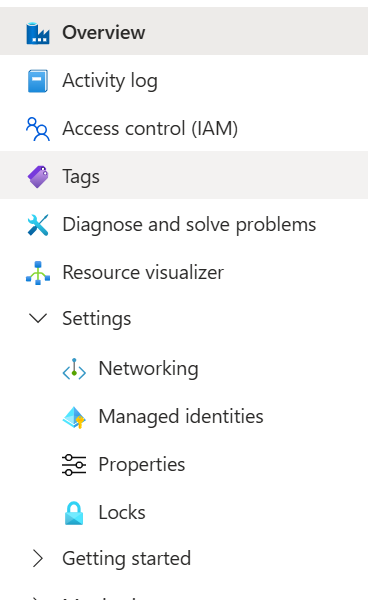 Overview
Activity log
Access control (IAM)
Tags
Diagnose and solve problems
Resource visualizer
Settings
Networking
Managed identities
Properties
Locks
Getting started